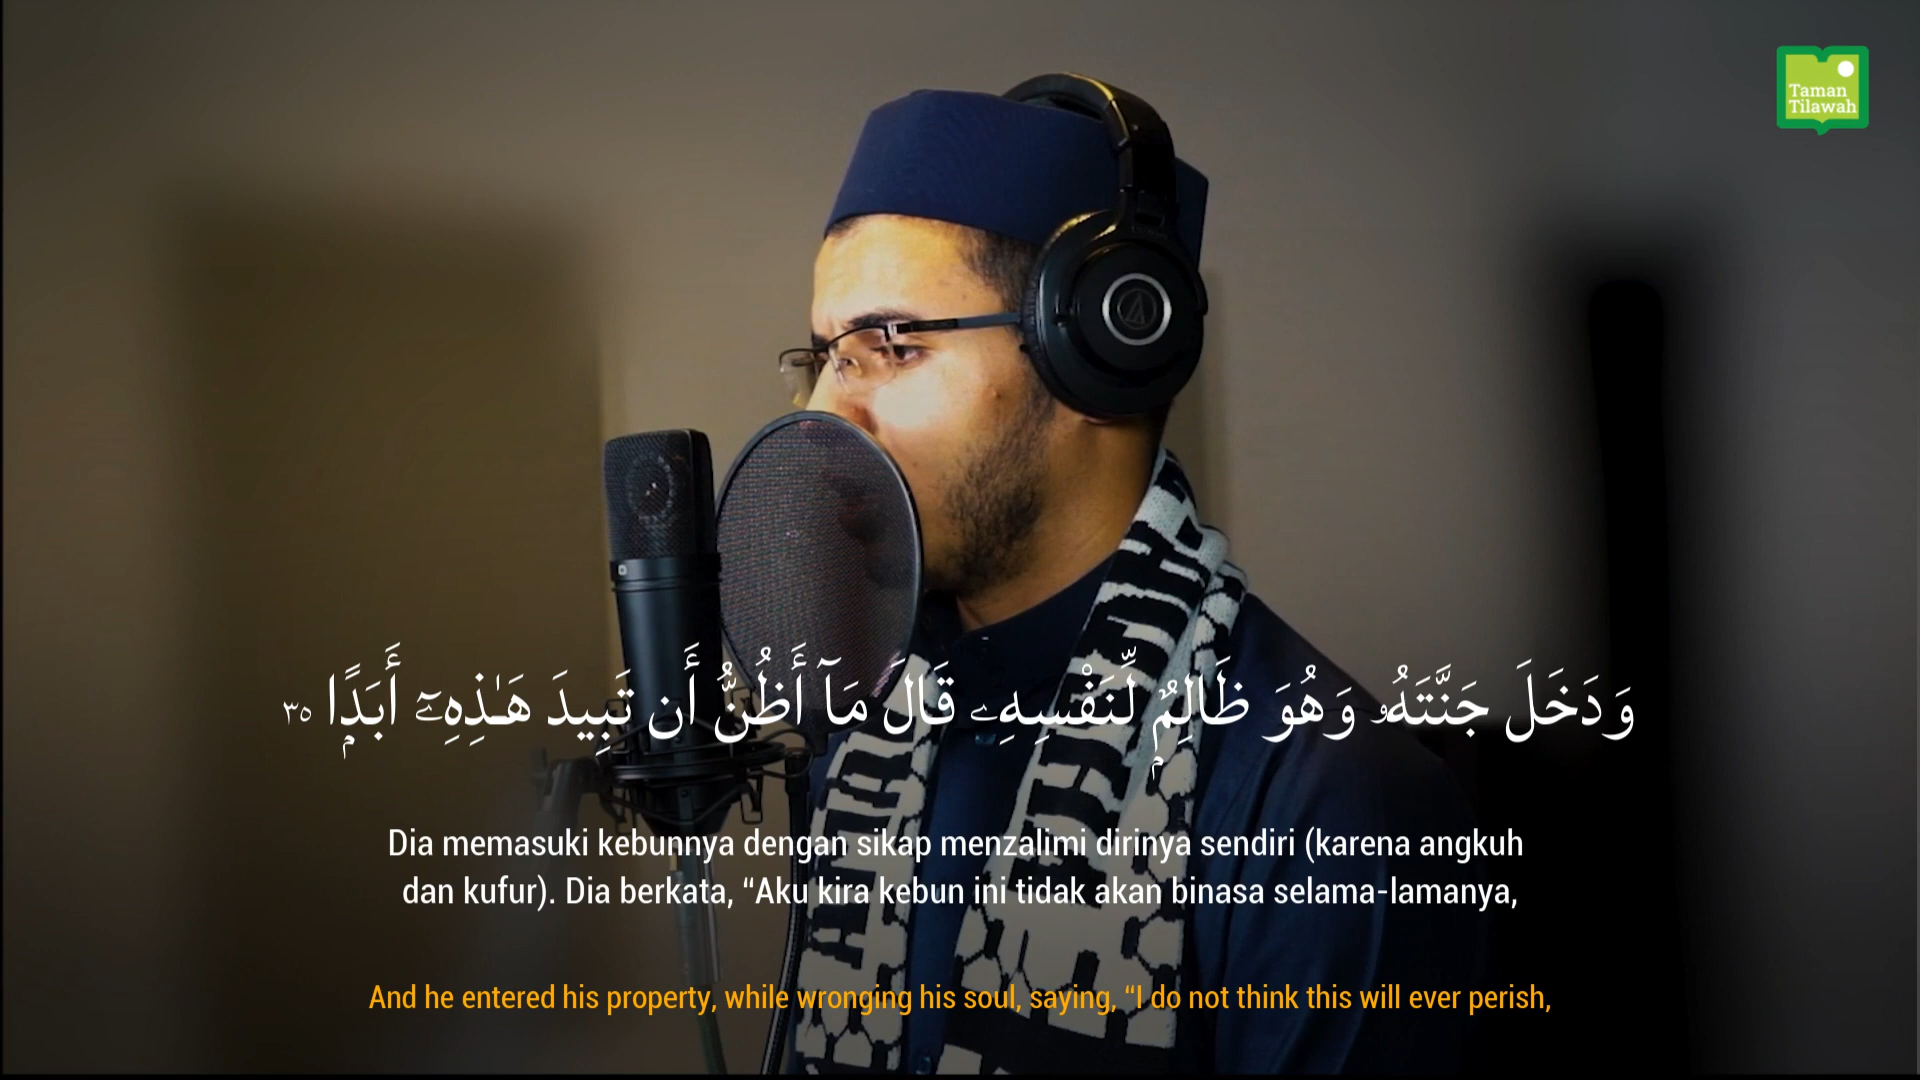 Taman
Tilawah
وَدَخَلَ جَنَّتَهُۥ وَهُوَ ظَالِمٌۭ لِّنَفْسِهِۦ قَالَ مَآ أَظُنُّ أَن تَبِيدَ هَـٰذِهِۦٓ أَبَدًۭا ٣٥
Dia memasuki kebunnya dengan sikap menzalimi dirinya sendiri (karena angkuh
dan kufur). Dia berkata, “Aku kira kebun ini tidak akan binasa selama-lamanya,
And he entered his property, while wronging his soul, saying, “I do not think this will ever perish,